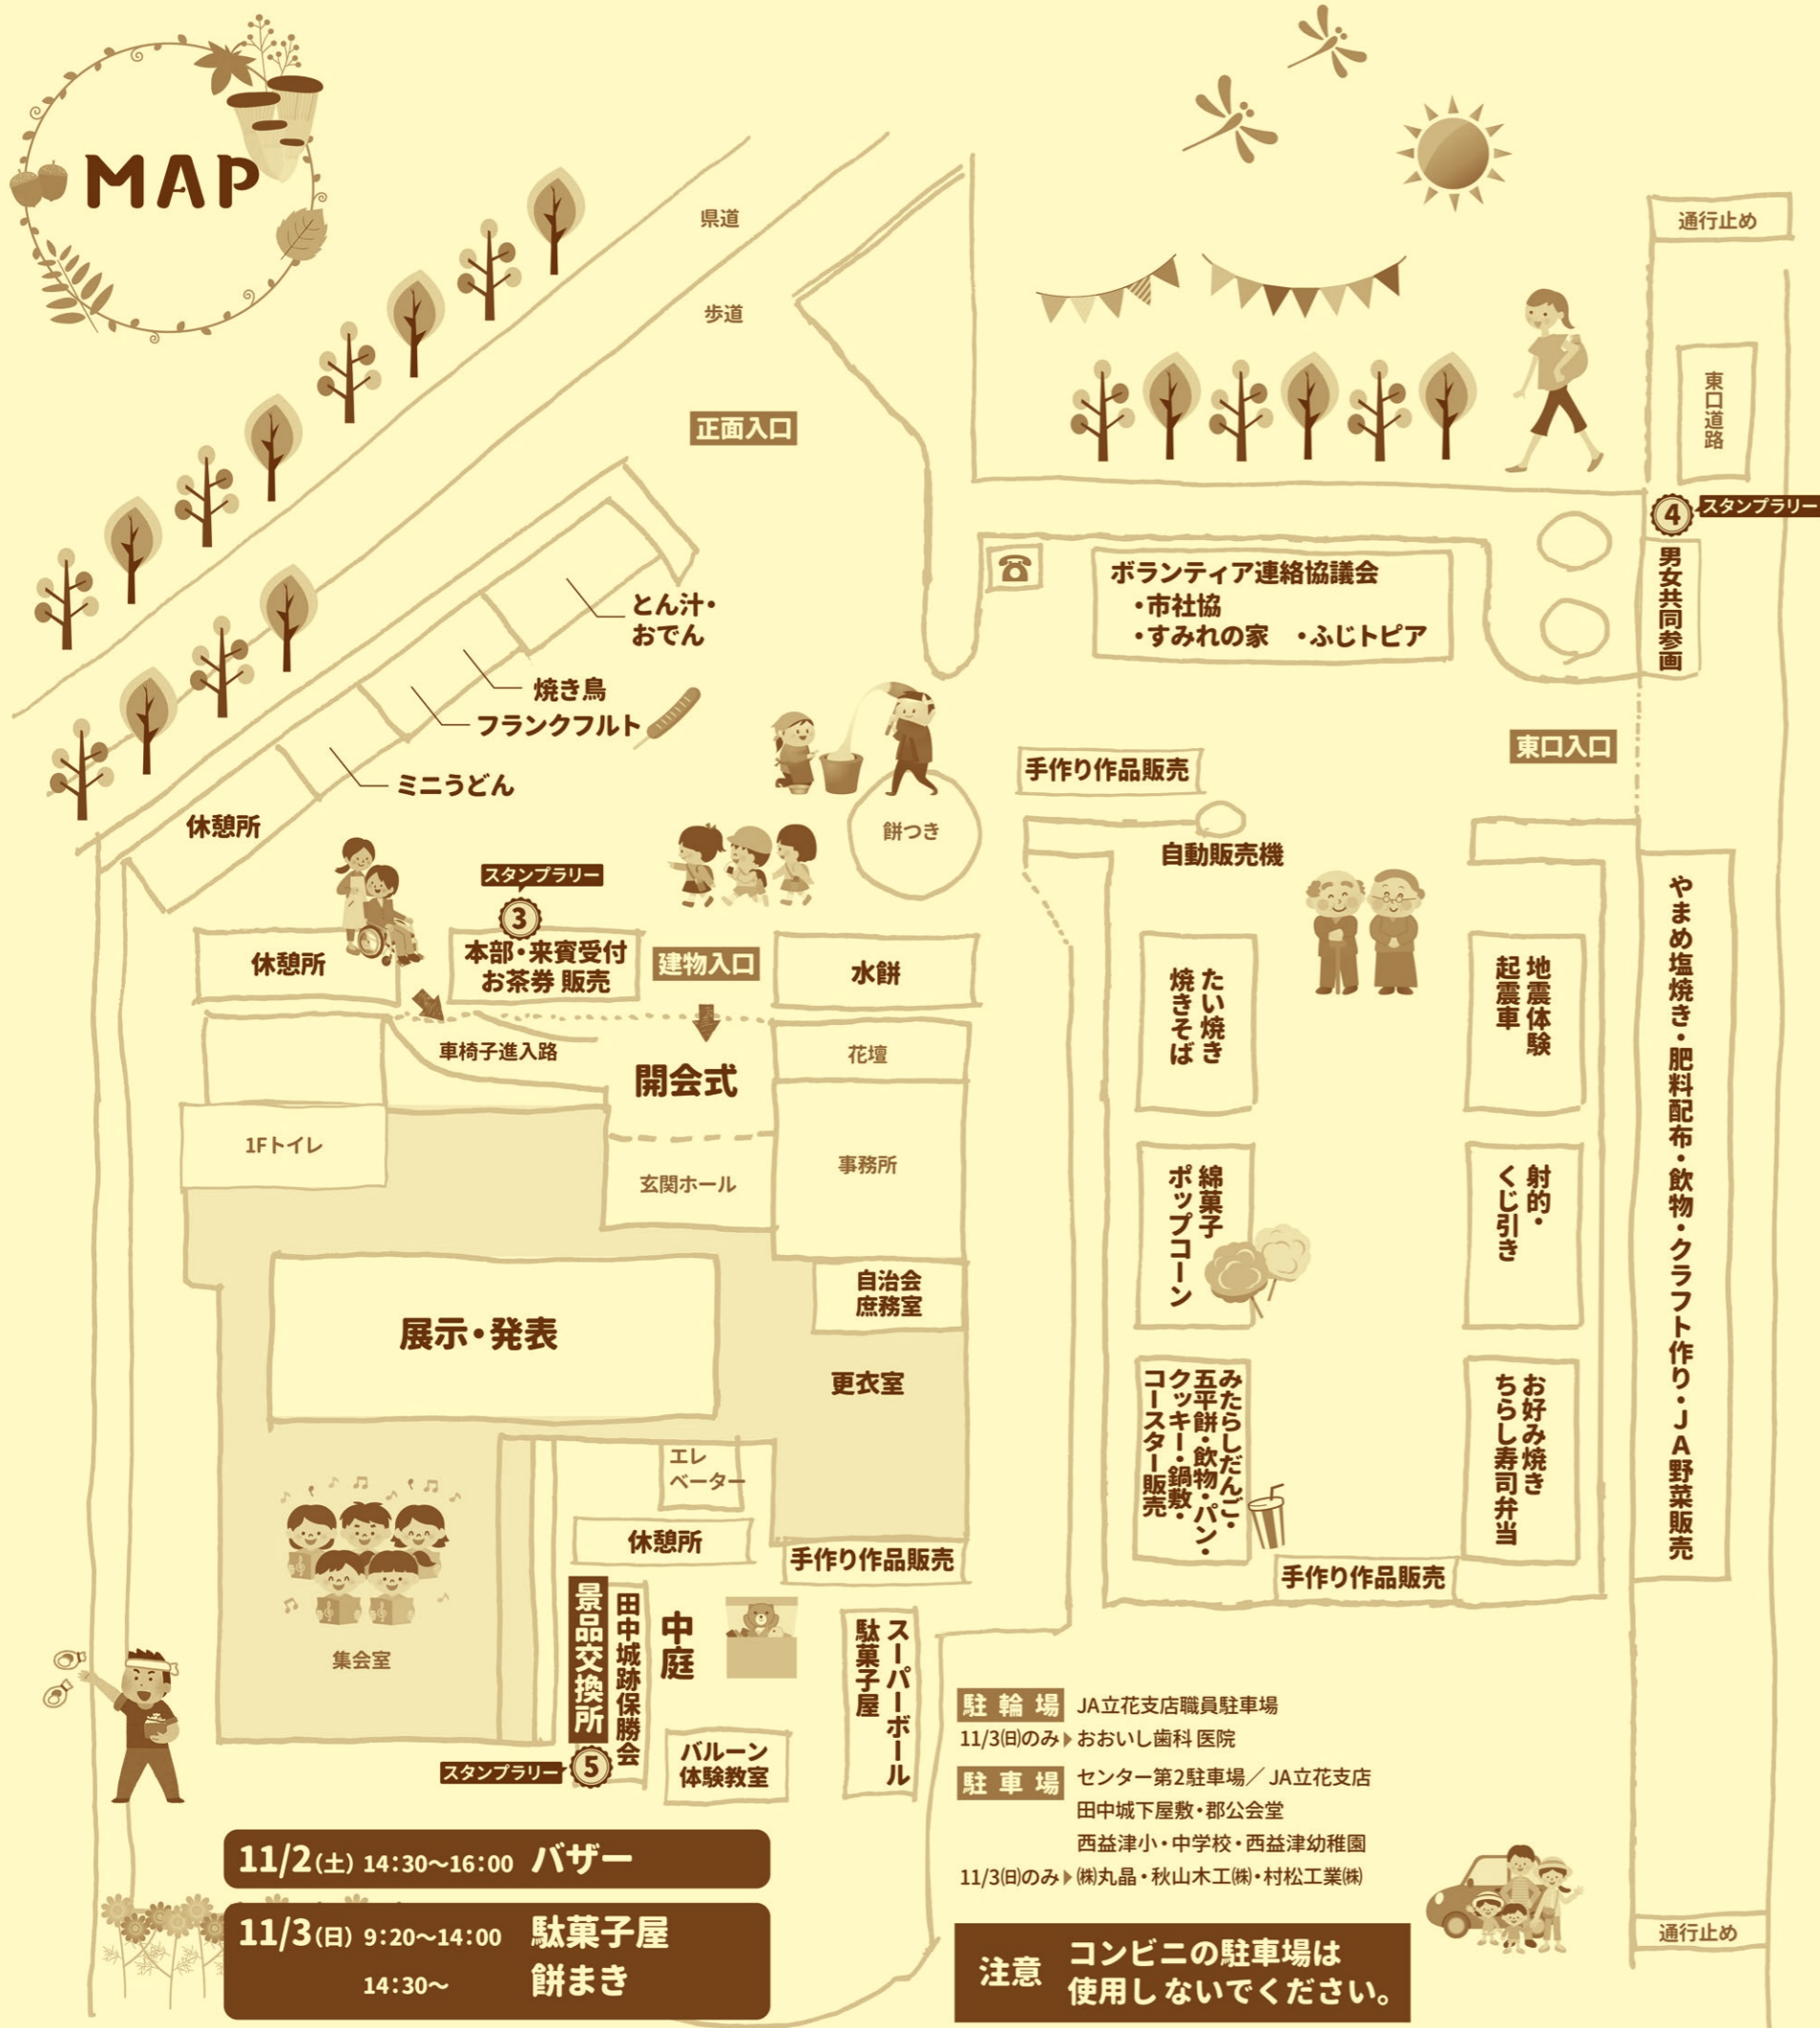 MAP
県道
歩道
通行止め
東口道路
正面入口
④
スタンプラリー
男女共同参画
ボランティア連絡協議会
・市社協
・すみれの家 ・ふじトピア
とん汁・
おでん
焼き鳥
フランクフルト
ミニうどん
休憩所
東口入口
手作り作品販売
自動販売機
餅つき
スタンプラリー
③
休憩所
本部・来賓受付
お茶券 販売
建物入口
水餅
車椅子進入路
開会式
花壇
1Fトイレ
玄関ホール
事務所
たい焼き
焼きそば
地震体験
起震車
綿菓子
ポップコーン
射的・
くじ引き
みたらしだんご・
五平餅・飲物・パン・
クッキー・鍋敷・
コースター販売
お好み焼き
ちらし寿司弁当
やまめ塩焼き・肥料配布・飲物・クラフト作り・JA野菜販売
手作り作品販売
展示・発表
自治会
庶務室
更衣室
エレ
ベーター
休憩所
手作り作品販売
集会室
景品交換所
田中城跡保勝会
中庭
スーパーボール
駄菓子屋
スタンプラリー
⑤
バルーン
体験教室
駐輪場 JA立花支店職員駐車場
11/3㈰のみ▶おおいし歯科 医院
駐車場 センター第2駐車場／JA立花支店
田中城下屋敷・郡公会堂
西益津小・中学校・西益津幼稚園
11/3㈰のみ▶㈱丸晶・秋山木工㈱・村松工業㈱
11/2(土) 14:30〜16:00 バザー
11/3(日) 9:20〜14:00 駄菓子屋
14:30〜 餅まき
注意 コンビニの駐車場は
使用し ないでください。
通行止め